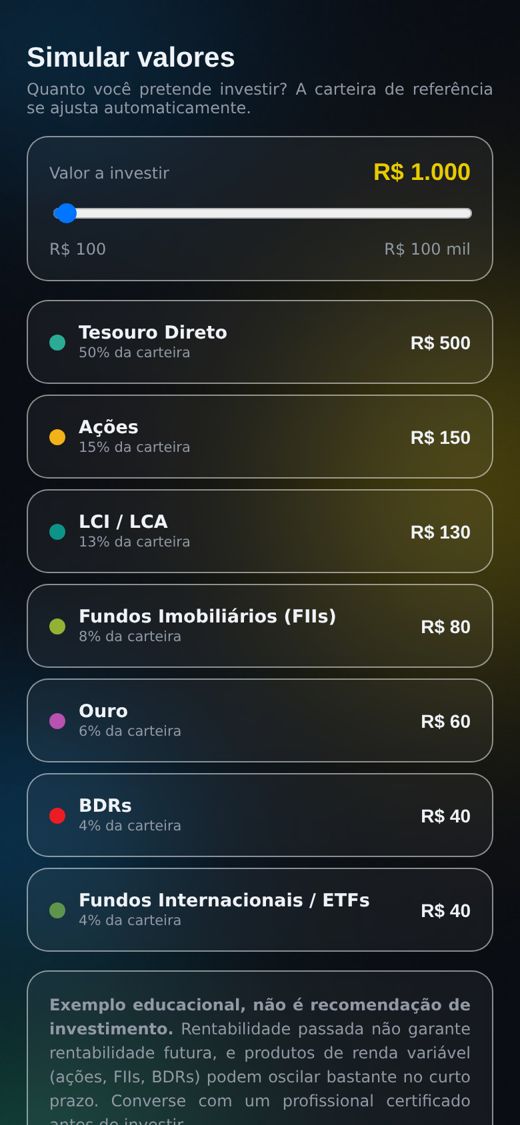 Simular valores
Quanto você pretende investir? A carteira de referência
se ajusta automaticamente.
Valor a investir
R$ 1.000
R$ 100
R$ 100 mil
Tesouro Direto
50% da carteira
R$ 500
Ações
15% da carteira
R$ 150
LCI / LCA
13% da carteira
R$ 130
Fundos Imobiliários (FIIs)
8% da carteira
R$ 80
Ouro
6% da carteira
R$ 60
BDRs
4% da carteira
R$ 40
Fundos Internacionais / ETFs
4% da carteira
R$ 40
Exemplo educacional, não é recomendação de
investimento. Rentabilidade passada não garante
rentabilidade futura, e produtos de renda variável
(ações, FIIs, BDRs) podem oscilar bastante no curto
prazo. Converse com um profissional certificado
antes de investir.